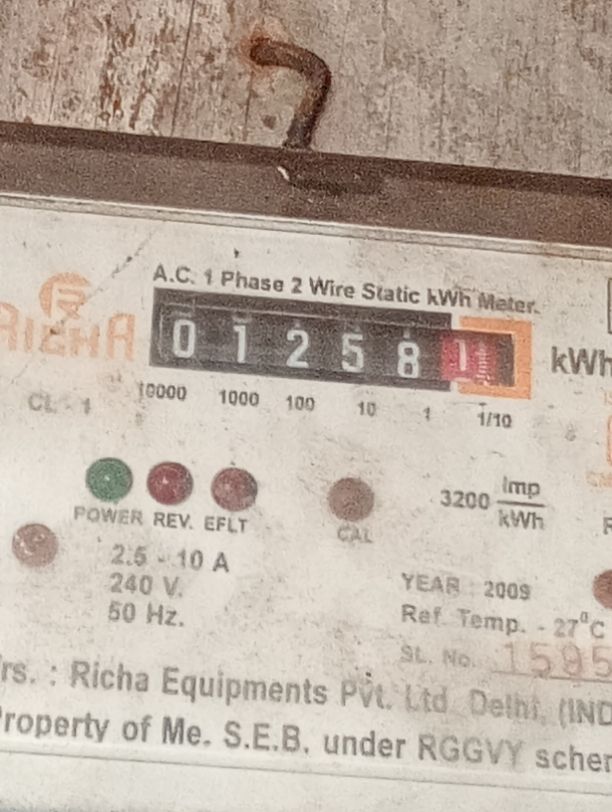 A.C. 1 Phase 2 Wire Static kWh Meter.
RICHA
0 1 2 5 8 1
kWh
10000 1000 100 10 1 1/10
CL - 1
POWER REV. EFLT
CAL
3200 Imp/kWh
2.5 - 10 A
240 V.
50 Hz.
YEAR : 2009
Ref. Temp. - 27°C
SL. No. 1595
rs. : Richa Equipments Pvt. Ltd. Delhi, (IND
Property of Me. S.E.B. under RGGVY schem